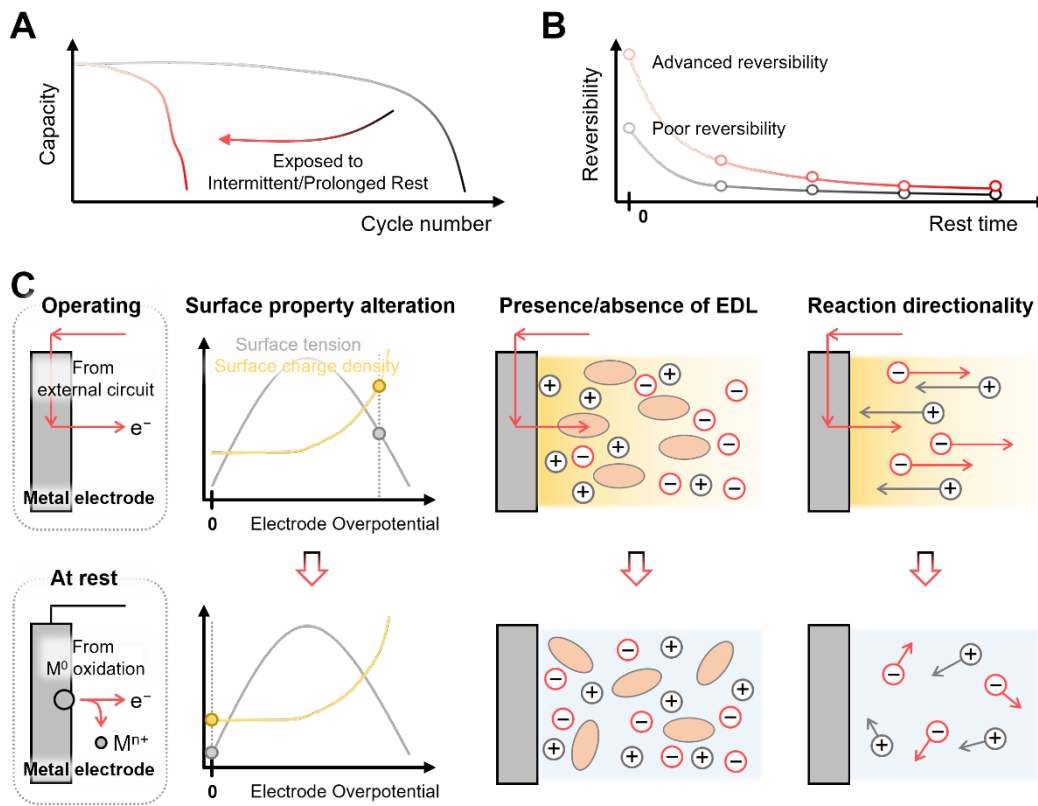 A
Capacity
Exposed to
Intermittent/Prolonged Rest
Cycle number
B
Reversibility
Advanced reversibility
Poor reversibility
0
Rest time
C
Operating
From
external circuit
e⁻
Metal electrode
Surface property alteration
Surface tension
Surface charge density
0
Electrode Overpotential
Presence/absence of EDL
+
−
+
+
−
−
−
+
−
+
−
+
−
+
−
Reaction directionality
−
+
+
−
−
+
At rest
From
M⁰ oxidation
e⁻
Mⁿ⁺
Metal electrode
0
Electrode Overpotential
−
+
−
+
−
+
−
−
+
−
+
+
−
+
−
+
−
−
+
−
+